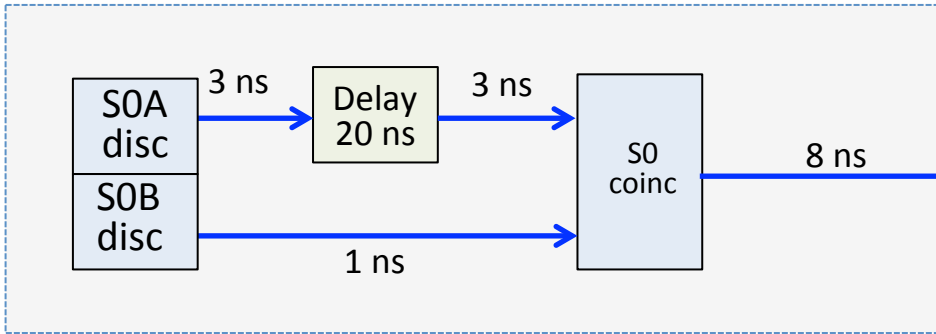 S0A
disc
3 ns
Delay
20 ns
3 ns
S0B
disc
1 ns
S0
coinc
8 ns